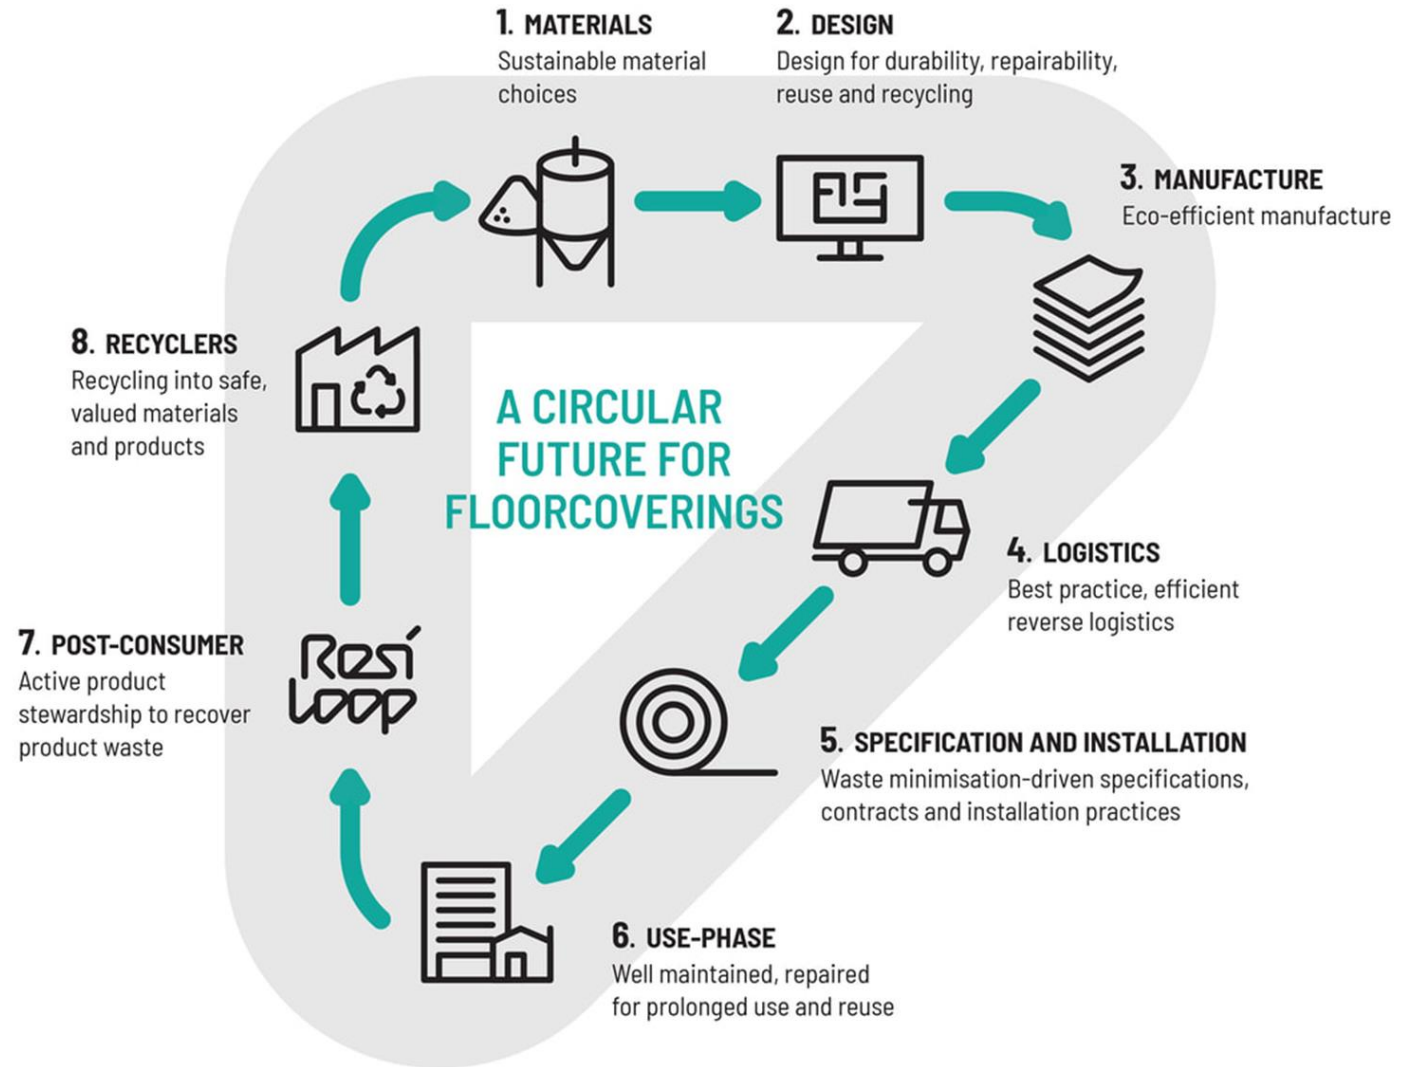 1. MATERIALS
Sustainable material
choices
2. DESIGN
Design for durability, repairability,
reuse and recycling
3. MANUFACTURE
Eco-efficient manufacture
4. LOGISTICS
Best practice, efficient
reverse logistics
5. SPECIFICATION AND INSTALLATION
Waste minimisation-driven specifications,
contracts and installation practices
6. USE-PHASE
Well maintained, repaired
for prolonged use and reuse
7. POST-CONSUMER
Active product
stewardship to recover
product waste
Resi
Loop
8. RECYCLERS
Recycling into safe,
valued materials
and products
A CIRCULAR
FUTURE FOR
FLOORCOVERINGS